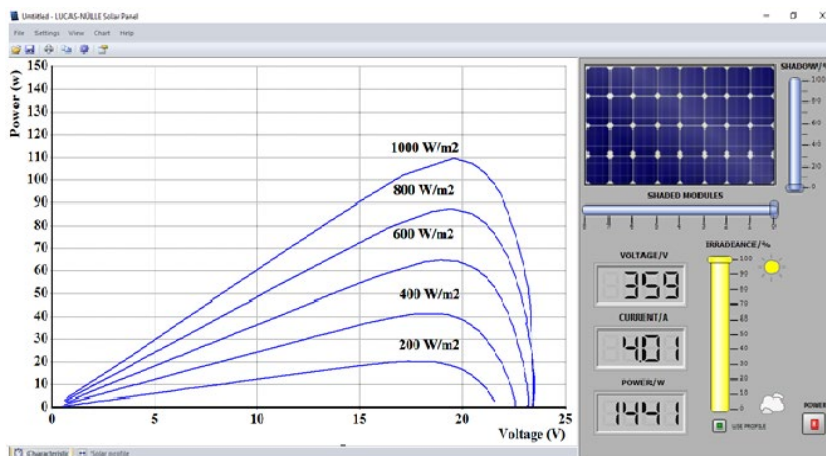 Untitled - LUCAS-NÜLLE Solar Panel
File Settings View Chart Help
Power (w)
150
140
130
120
110
100
90
80
70
60
50
40
30
20
10
0
1000 W/m2
800 W/m2
600 W/m2
400 W/m2
200 W/m2
0 5 10 15 20 25
Voltage (V)
SHADOW/%
100
80
60
40
20
0
SHADED MODULES
VOLTAGE/V
359
CURRENT/A
4.01
POWER/W
1441
IRRADEANCE/%
100
90
80
70
60
50
40
30
20
10
0
USE PROFILE
POWER
Characteristic Solar profile